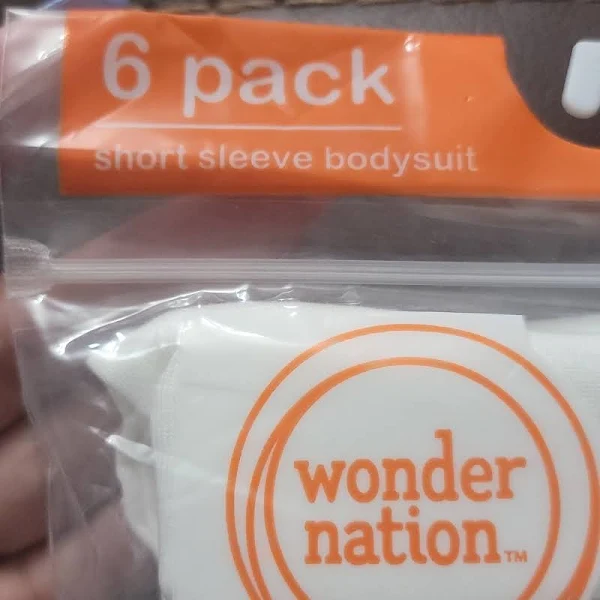 6 pack
short sleeve bodysuit
wonder
nation™